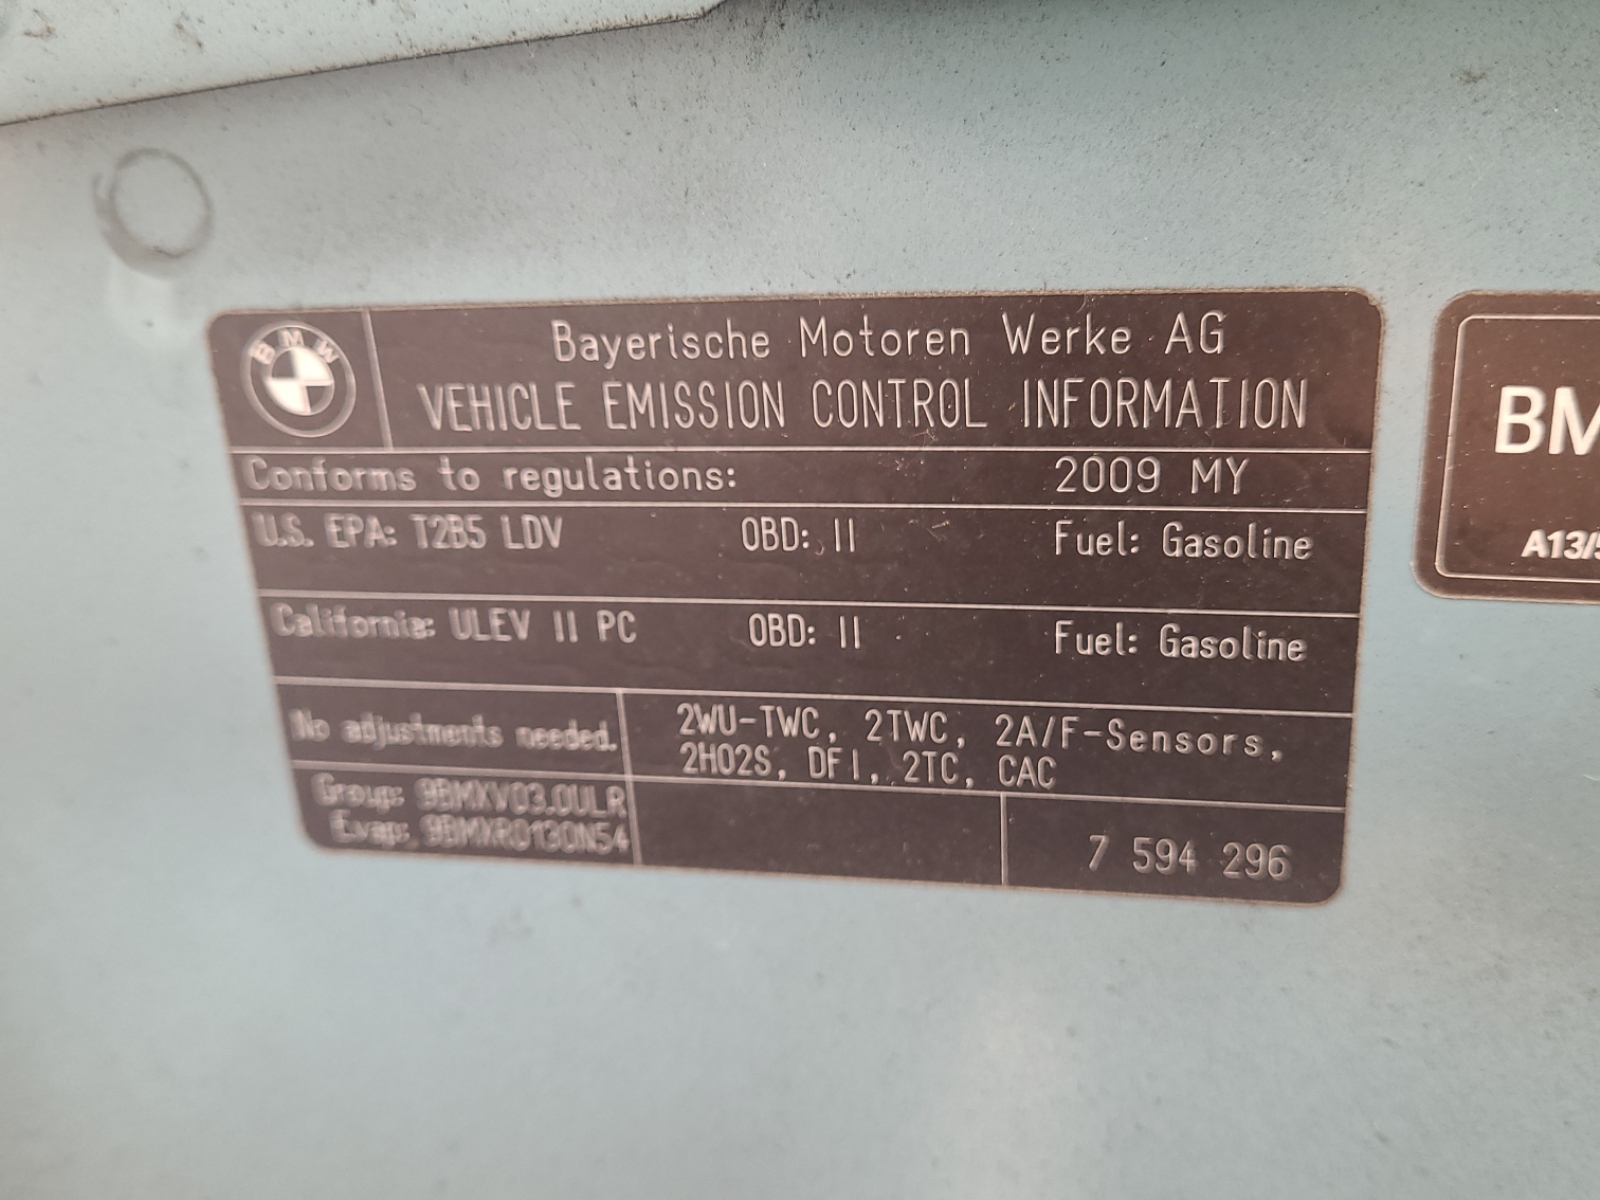 BMW
Bayerische Motoren Werke AG
VEHICLE EMISSION CONTROL INFORMATION
Conforms to regulations: 2009 MY
U.S. EPA: T2B5 LDV OBD: II Fuel: Gasoline
California: ULEV II PC OBD: II Fuel: Gasoline
No adjustments needed.
2WU-TWC, 2TWC, 2A/F-Sensors,
2HO2S, DFI, 2TC, CAC
Group: 9BMXV03.0ULR
Evap: 9BMXR0130N54
7 594 296
BM
A13/